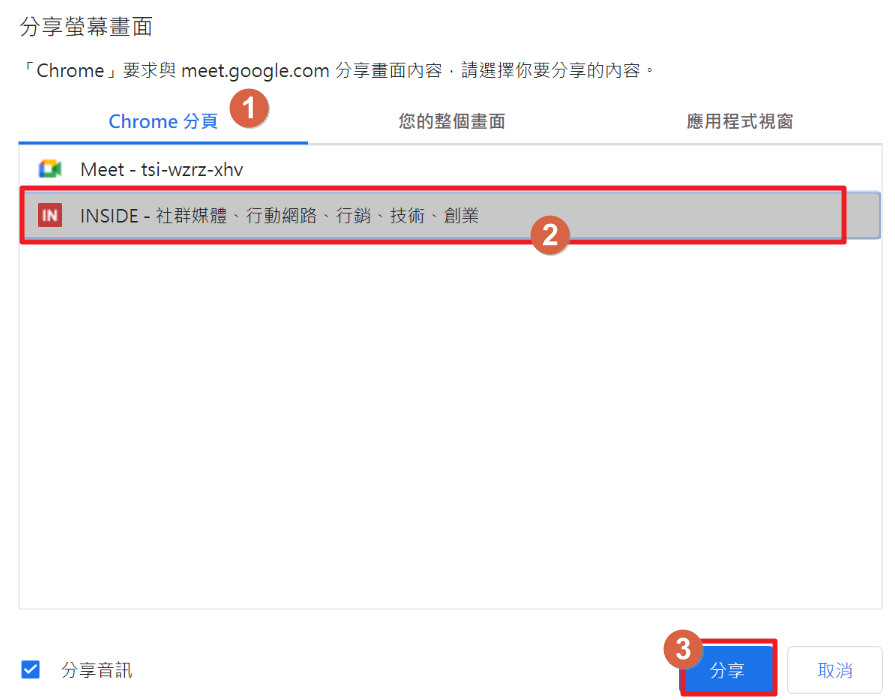 分享螢幕畫面
「Chrome」要求與 meet.google.com 分享畫面內容，請選擇你要分享的內容。
Chrome 分頁 1 您的整個畫面 應用程式視窗
Meet - tsi-wzrz-xhv
IN INSIDE - 社群媒體、行動網路、行銷、技術、創業
2
分享音訊 3 分享 取消